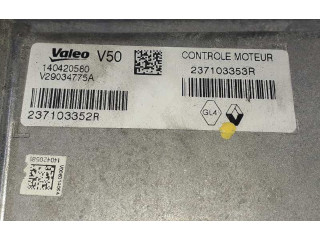 Valeo V50
140420560
V29034775A
237103352R
CONTROLE MOTEUR
237103353R
GL4